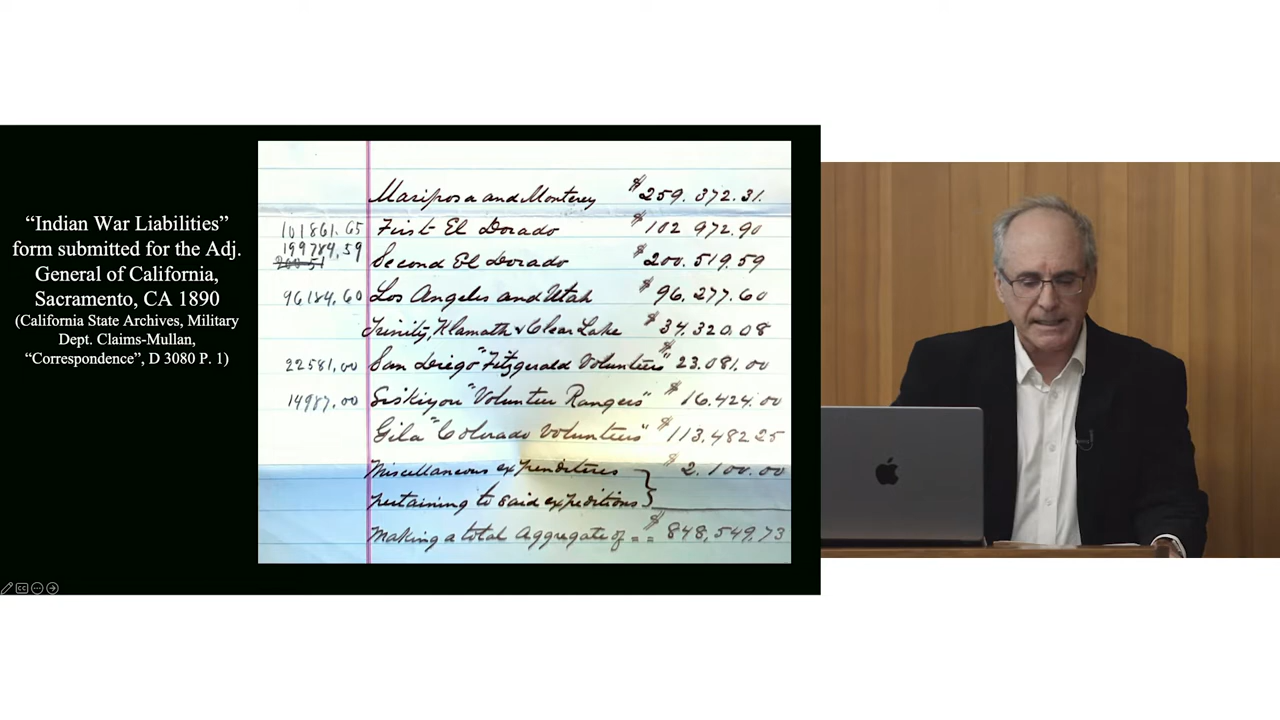 “Indian War Liabilities”
form submitted for the Adj.
General of California,
Sacramento, CA 1890
(California State Archives, Military
Dept. Claims-Mullan,
“Correspondence”, D 3080 P. 1)
Mariposa and Monterey $259.372.31.
101861.65 First El Dorado $102 972.90
199784,59
Second El Dorado $200.519.59
96184.60 Los Angeles and Utah $96.277.60
Trinity, Klamath & Clear Lake $34.320.08
22581,00 San Diego "Fitzgerald Volunteers" $23.081.00
14987,00 Siskiyou "Volunteer Rangers" $16.424.00
Gila "Colorado Volunteers" $113,482 25
Miscellaneous expenditures } $2.100.00
pertaining to said expeditions }
Making a total Aggregate of = = $848,549,73
CC